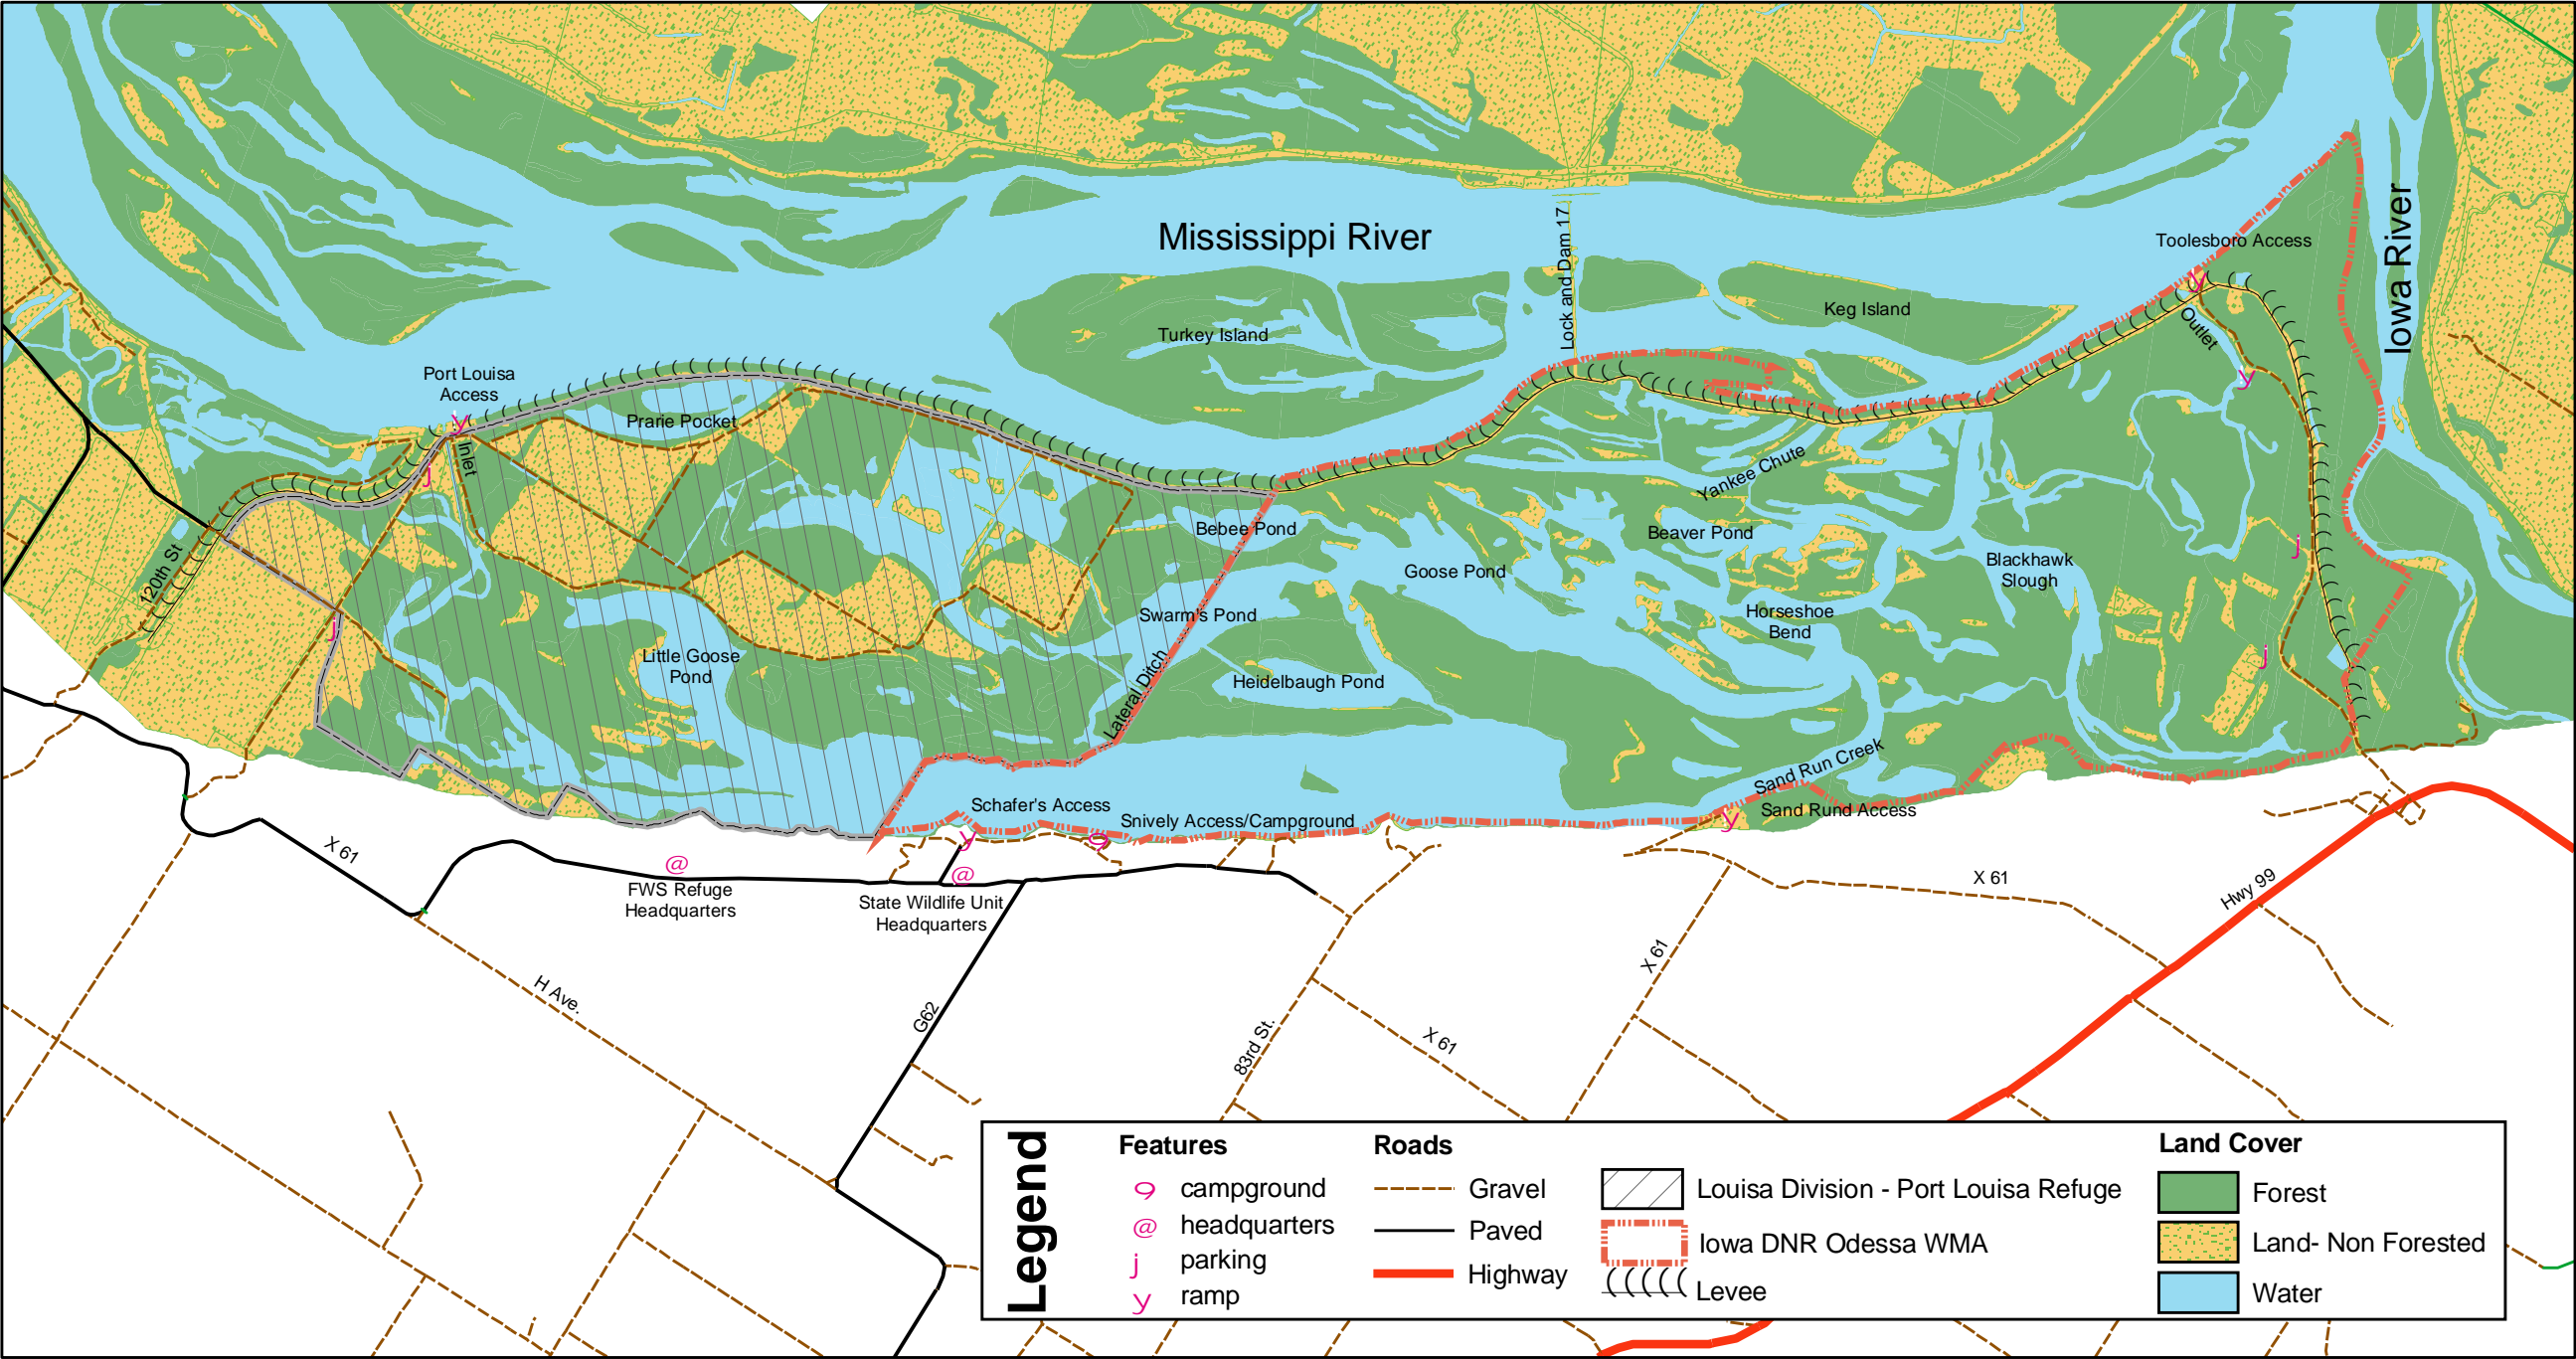 Mississippi River
Iowa River
Toolesboro Access
Lock and Dam 17
Keg Island
Outlet
Turkey Island
Port Louisa
Access
Prarie Pocket
Inlet
y
y
y
j
Yankee Chute
Bebee Pond
Beaver Pond
Goose Pond
Blackhawk
Slough
j
120th St
j
Swarm's Pond
Horseshoe
Bend
Little Goose
Pond
Lateral Ditch
Heidelbaugh Pond
j
Sand Run Creek
Schafer's Access
Snively Access/Campground
Sand Rund Access
y
y
9
X 61
@
FWS Refuge
Headquarters
@
State Wildlife Unit
Headquarters
X 61
Hwy 99
X 61
H Ave.
G62
83rd St.
X 61
Legend
Features
9 campground
@ headquarters
j parking
y ramp
Roads
Gravel
Paved
Highway
Louisa Division - Port Louisa Refuge
Iowa DNR Odessa WMA
Levee
Land Cover
Forest
Land- Non Forested
Water